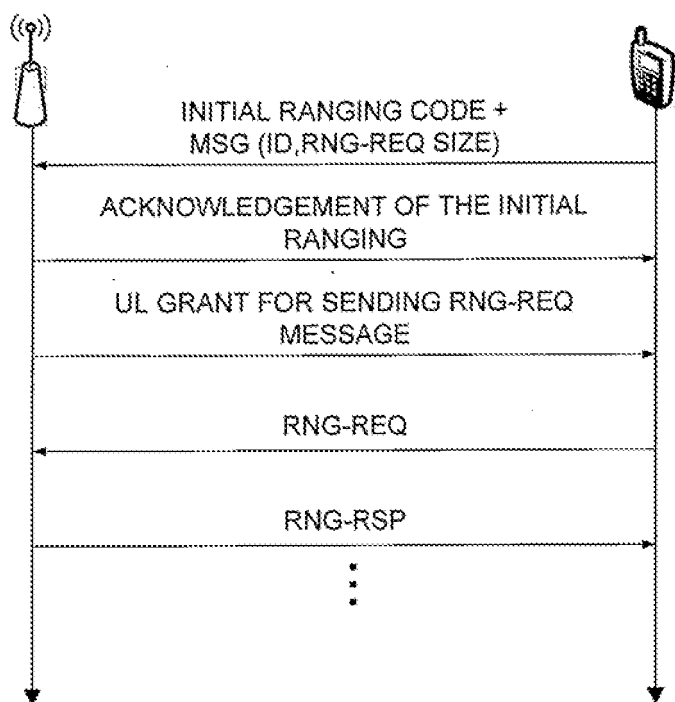 INITIAL RANGING CODE +
MSG (ID,RNG-REQ SIZE)
ACKNOWLEDGEMENT OF THE INITIAL
RANGING
UL GRANT FOR SENDING RNG-REQ
MESSAGE
RNG-REQ
RNG-RSP